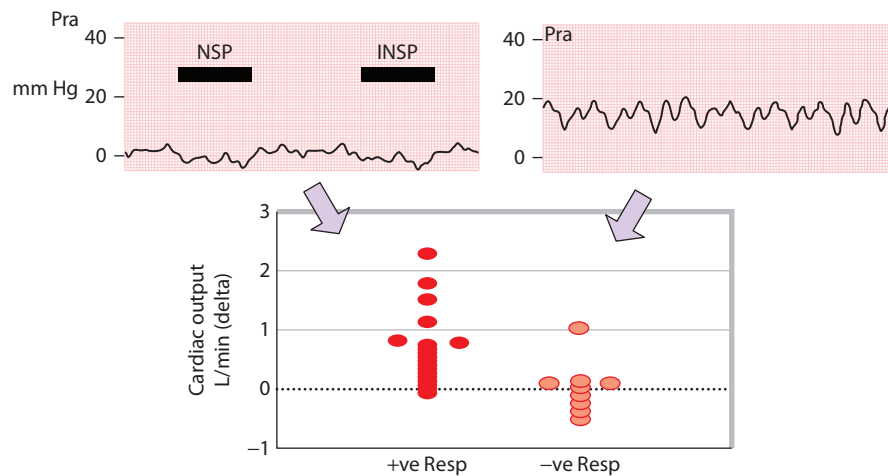 Pra
40
NSP
INSP
mm Hg
20
0
Pra
40
20
0
3
2
1
0
−1
Cardiac output
L/min (delta)
+ve Resp
−ve Resp